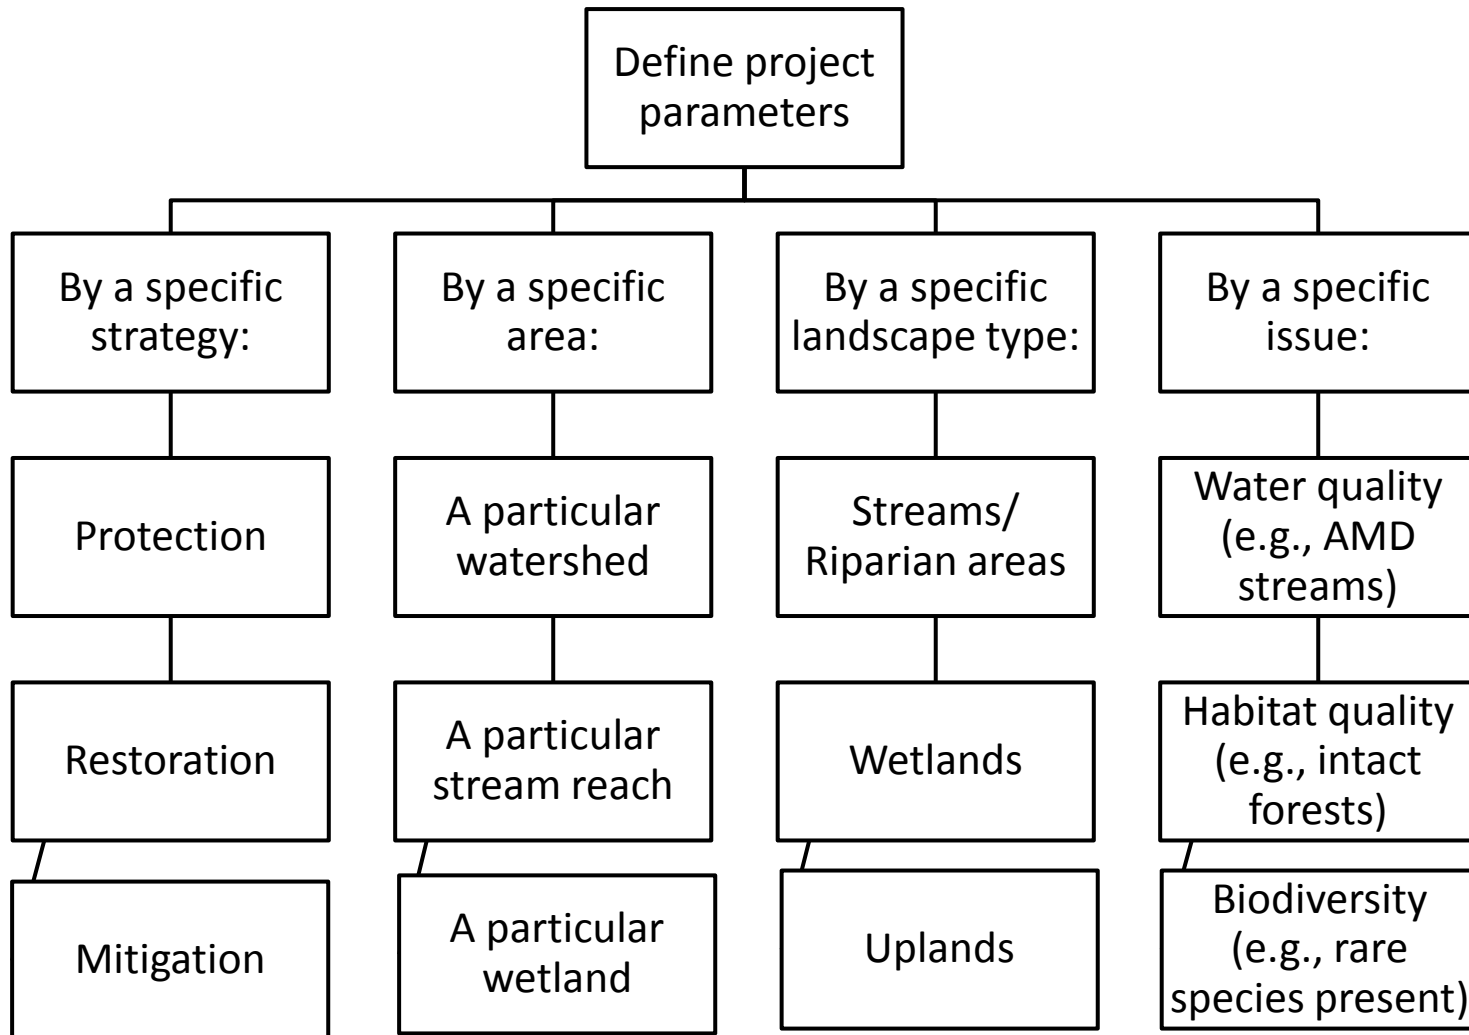 Define project
parameters
By a specific
strategy:
By a specific
area:
By a specific
landscape type:
By a specific
issue:
Protection
A particular
watershed
Streams/
Riparian areas
Water quality
(e.g., AMD
streams)
Restoration
A particular
stream reach
Wetlands
Habitat quality
(e.g., intact
forests)
Mitigation
A particular
wetland
Uplands
Biodiversity
(e.g., rare
species present)